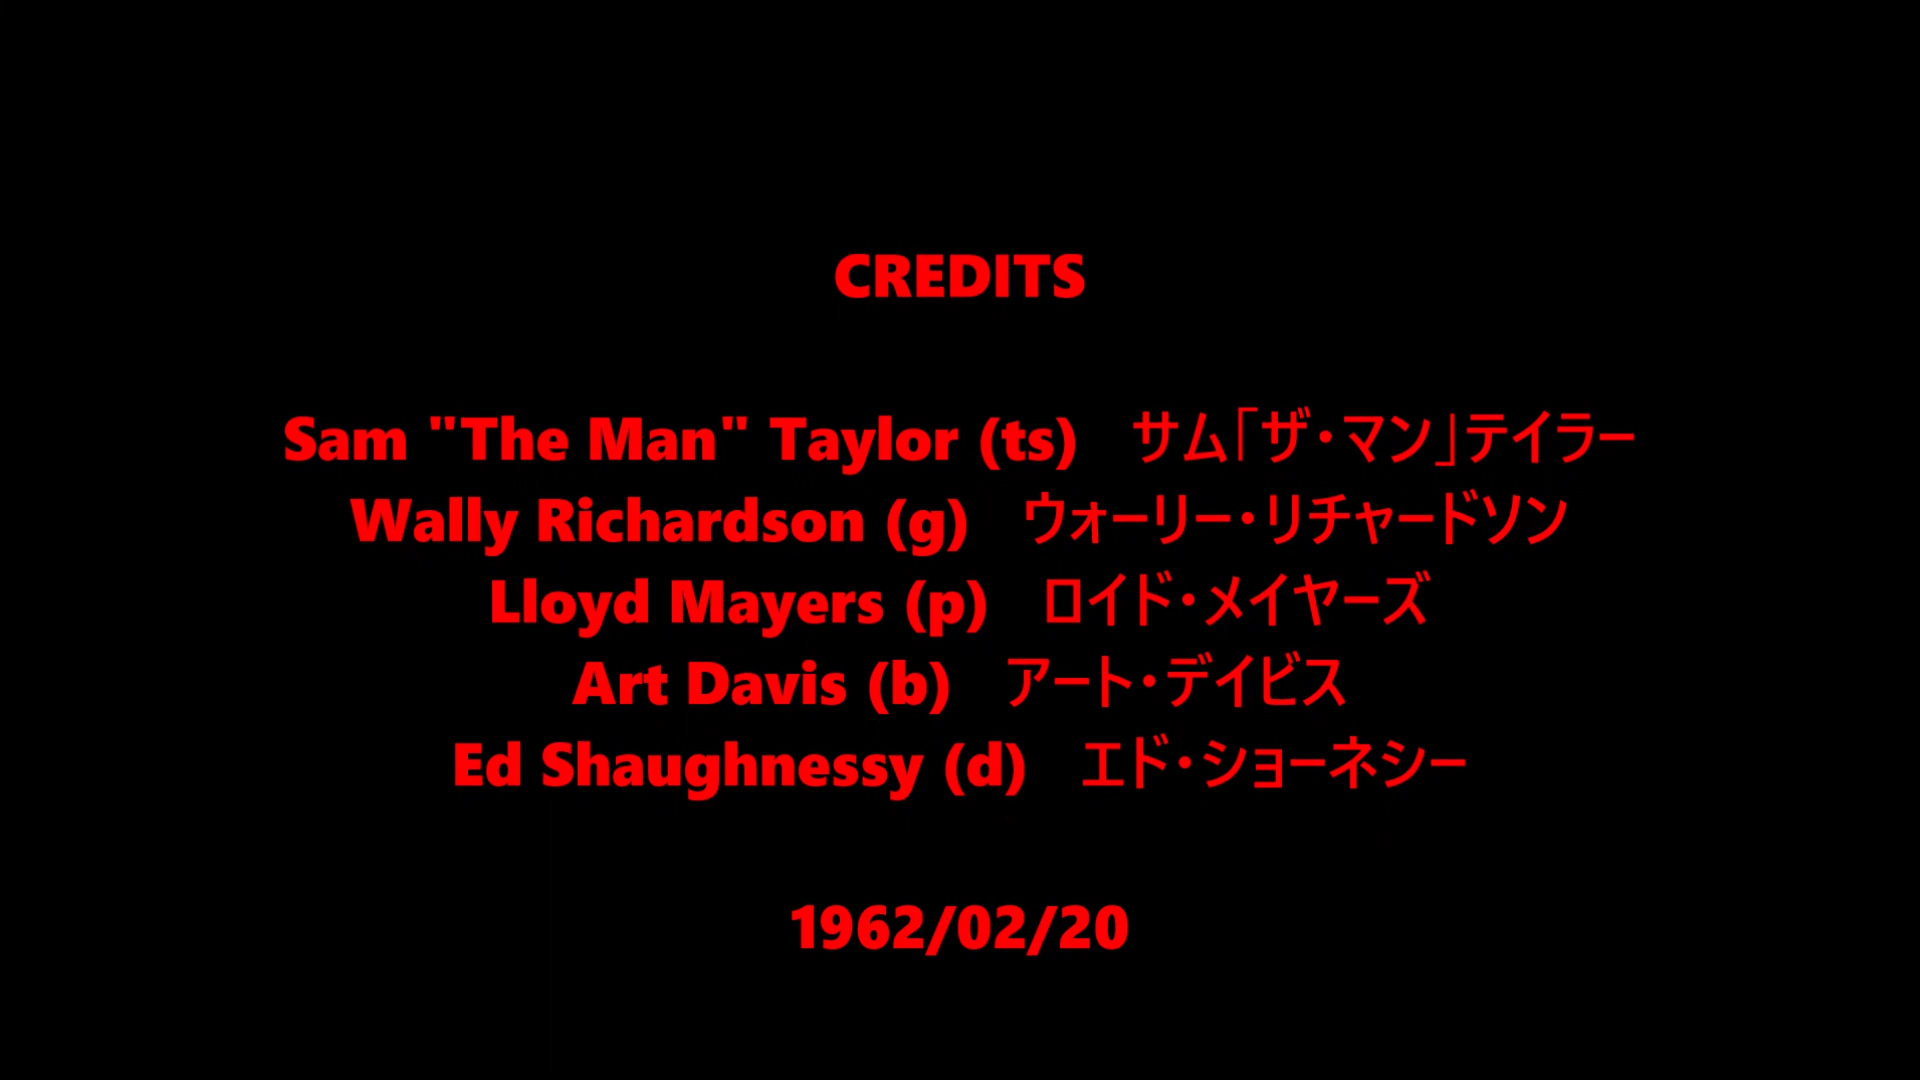 CREDITS
Sam "The Man" Taylor (ts)　サム「ザ・マン」テイラー
Wally Richardson (g)　ウォーリー・リチャードソン
Lloyd Mayers (p)　ロイド・メイヤーズ
Art Davis (b)　アート・デイビス
Ed Shaughnessy (d)　エド・ショーネシー
1962/02/20